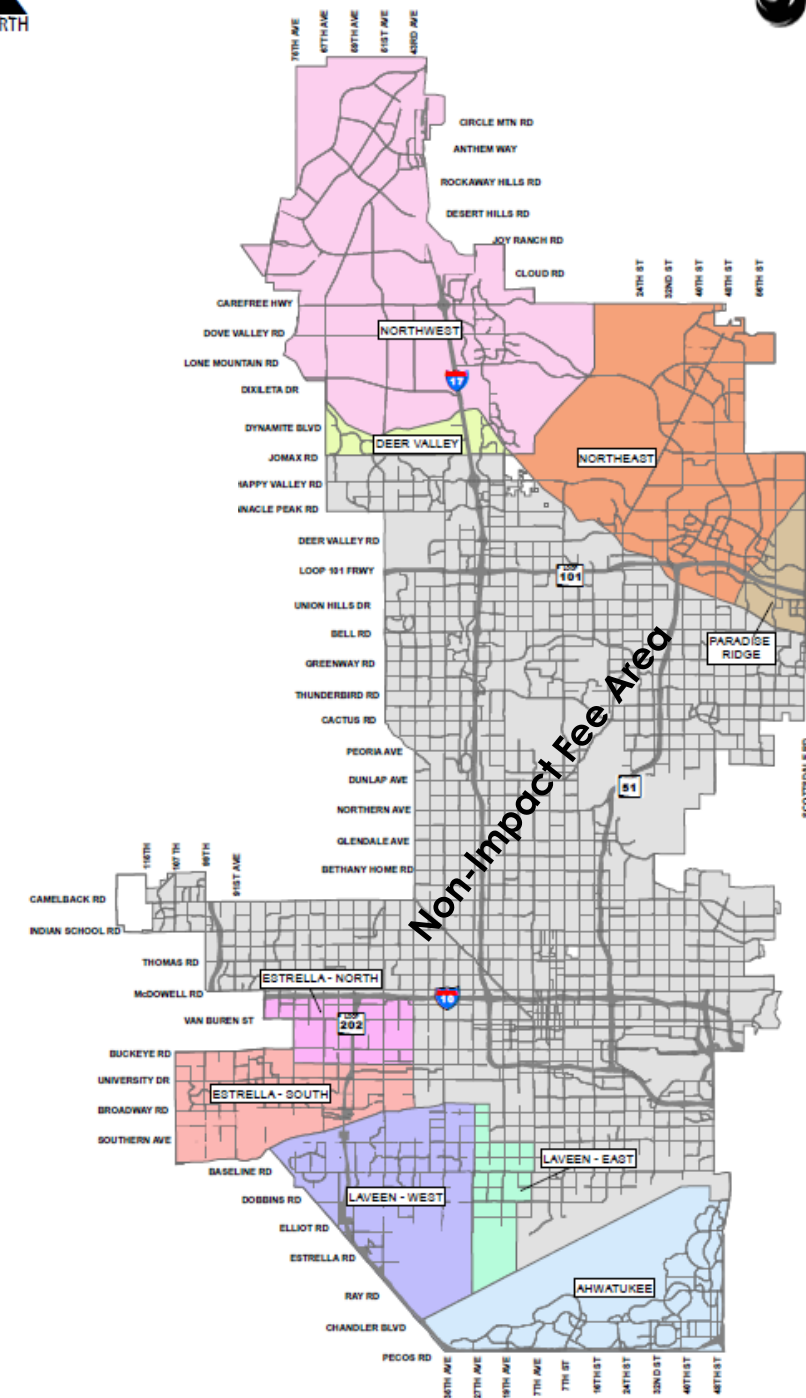 RTH
75TH AVE
67TH AVE
59TH AVE
51ST AVE
43RD AVE
CIRCLE MTN RD
ANTHEM WAY
ROCKAWAY HILLS RD
DESERT HILLS RD
JOY RANCH RD
CLOUD RD
24TH ST
32ND ST
40TH ST
48TH ST
56TH ST
CAREFREE HWY
NORTHWEST
DOVE VALLEY RD
LONE MOUNTAIN RD
17
DIXILETA DR
DYNAMITE BLVD
DEER VALLEY
JOMAX RD
NORTHEAST
HAPPY VALLEY RD
NNACLE PEAK RD
DEER VALLEY RD
LOOP 101 FRWY
LOOP
101
UNION HILLS DR
BELL RD
PARADISE
RIDGE
GREENWAY RD
THUNDERBIRD RD
CACTUS RD
Non-Impact Fee Area
PEORIA AVE
SCOTTSDALE RD
DUNLAP AVE
51
NORTHERN AVE
GLENDALE AVE
BETHANY HOME RD
115TH
107TH
99TH
91ST AVE
CAMELBACK RD
INDIAN SCHOOL RD
THOMAS RD
ESTRELLA - NORTH
McDOWELL RD
10
VAN BUREN ST
LOOP
202
BUCKEYE RD
UNIVERSITY DR
ESTRELLA - SOUTH
BROADWAY RD
SOUTHERN AVE
LAVEEN - EAST
BASELINE RD
LAVEEN - WEST
DOBBINS RD
ELLIOT RD
ESTRELLA RD
AHWATUKEE
RAY RD
CHANDLER BLVD
PECOS RD
35TH AVE
27TH AVE
19TH AVE
7TH AVE
7TH ST
16TH ST
24TH ST
32ND ST
40TH ST
48TH ST